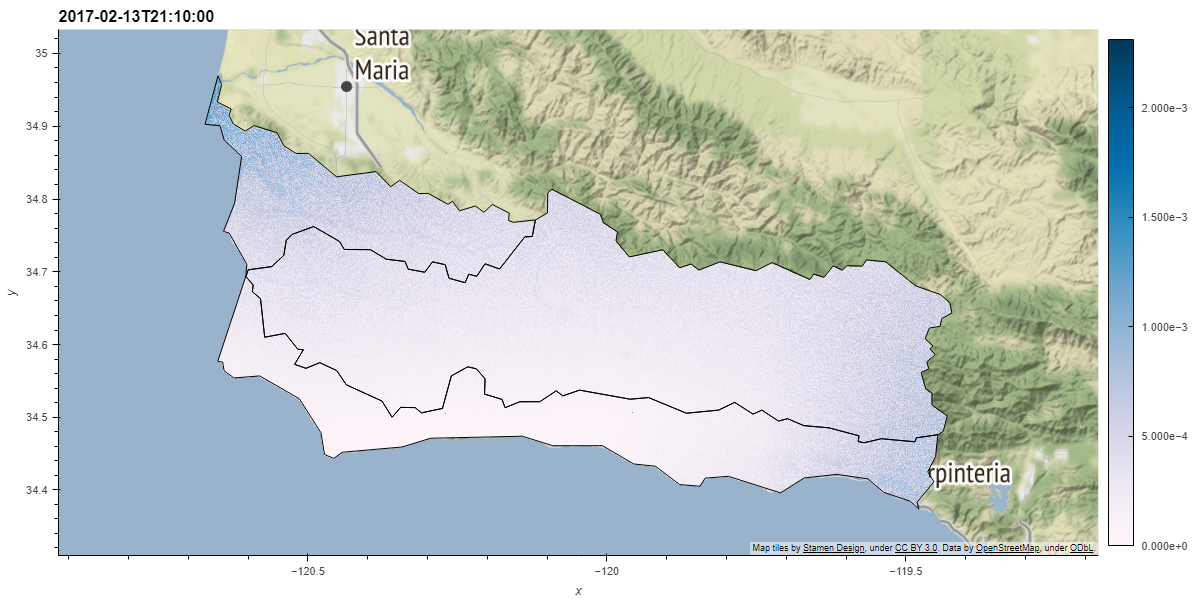 2017-02-13T21:10:00
Santa
Maria
35
34.9
34.8
34.7
34.6
34.5
34.4
y
−120.5
−120
−119.5
x
rpinteria
2.000e-3
1.500e-3
1.000e-3
5.000e-4
0.000e+0
Map tiles by Stamen Design, under CC BY 3.0. Data by OpenStreetMap, under ODbL.